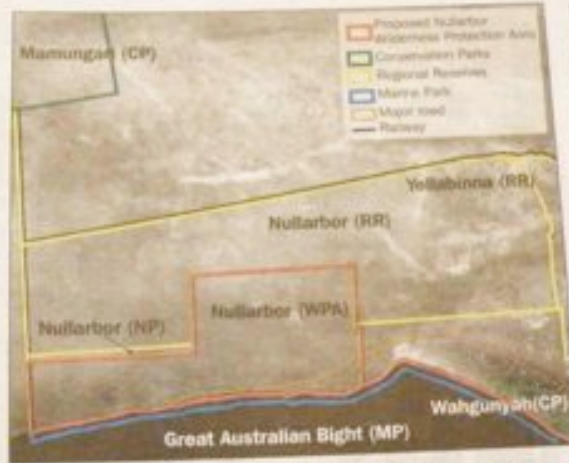 Proposed Nullarbor
Wilderness Protection Area
Conservation Parks
Regional Reserves
Marine Park
Major road
Railway
Mamungari (CP)
Yellabinna (RR)
Nullarbor (RR)
Nullarbor (WPA)
Nullarbor (NP)
Wahgunyah(CP)
Great Australian Bight (MP)